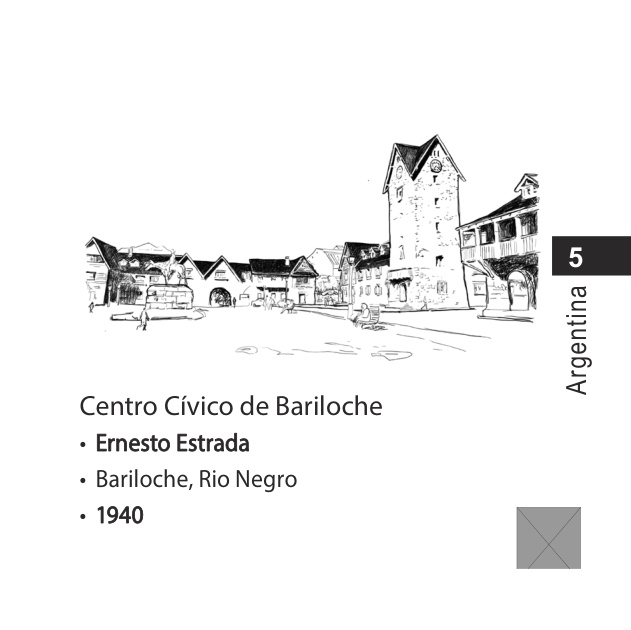 5
Argentina
Centro Cívico de Bariloche
• Ernesto Estrada
• Bariloche, Rio Negro
• 1940